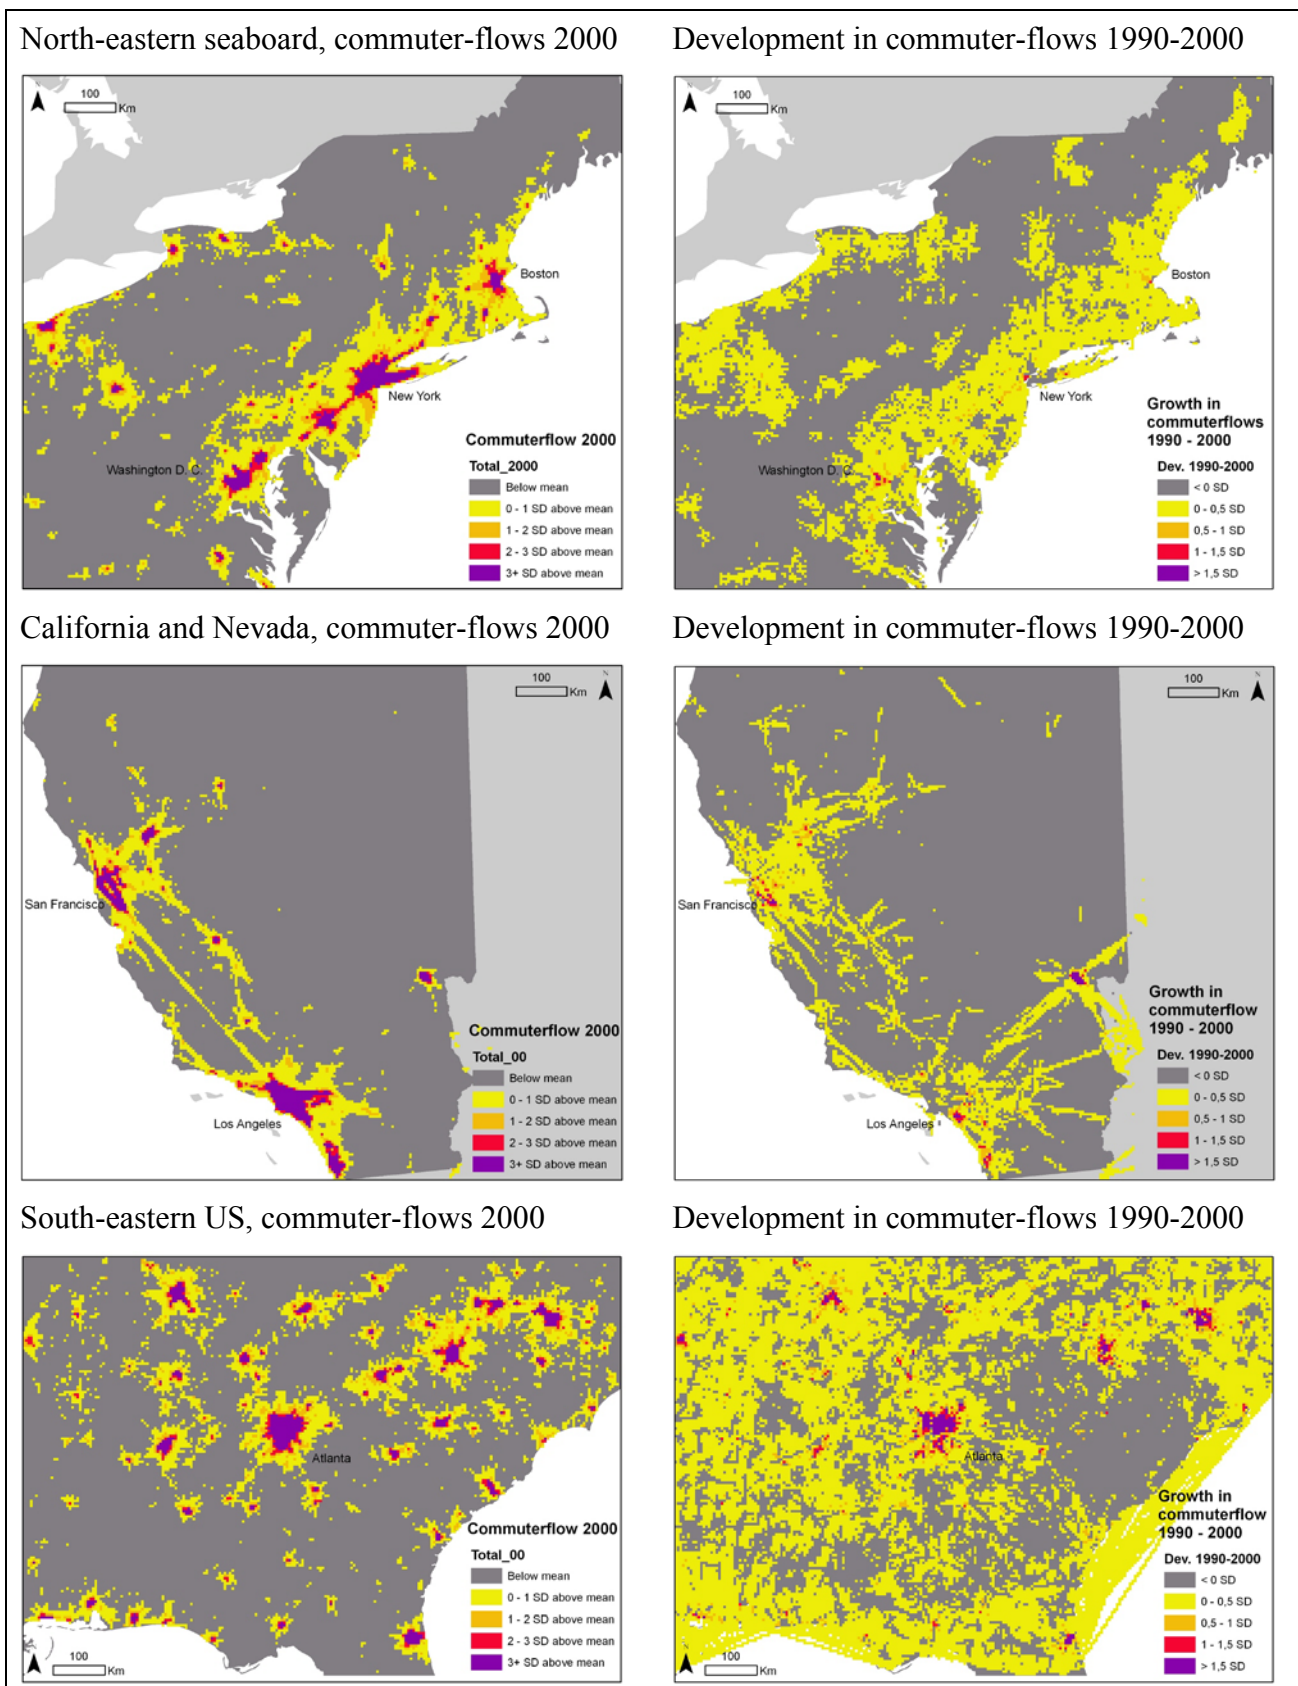 North-eastern seaboard, commuter-flows 2000
Development in commuter-flows 1990-2000
N
100
Km
Boston
New York
Washington D. C.
Commuterflow 2000
Total_2000
Below mean
0 - 1 SD above mean
1 - 2 SD above mean
2 - 3 SD above mean
3+ SD above mean
N
100
Km
Boston
New York
Washington D. C.
Growth in
commuterflows
1990 - 2000
Dev. 1990-2000
< 0 SD
0 - 0,5 SD
0,5 - 1 SD
1 - 1,5 SD
> 1,5 SD
California and Nevada, commuter-flows 2000
Development in commuter-flows 1990-2000
100
Km
N
San Francisco
Los Angeles
Commuterflow 2000
Total_00
Below mean
0 - 1 SD above mean
1 - 2 SD above mean
2 - 3 SD above mean
3+ SD above mean
100
Km
N
San Francisco
Los Angeles
Growth in
commuterflow
1990 - 2000
Dev. 1990-2000
< 0 SD
0 - 0,5 SD
0,5 - 1 SD
1 - 1,5 SD
> 1,5 SD
South-eastern US, commuter-flows 2000
Development in commuter-flows 1990-2000
Atlanta
Commuterflow 2000
Total_00
Below mean
0 - 1 SD above mean
1 - 2 SD above mean
2 - 3 SD above mean
3+ SD above mean
N
100
Km
Atlanta
Growth in
commuterflow
1990 - 2000
Dev. 1990-2000
< 0 SD
0 - 0,5 SD
0,5 - 1 SD
1 - 1,5 SD
> 1,5 SD
N
100
Km